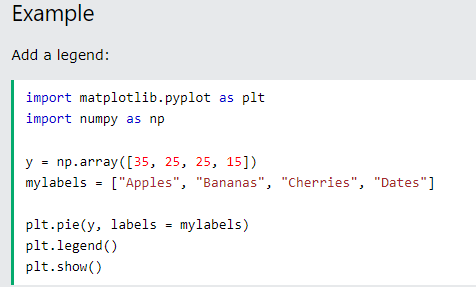 Example
Add a legend:
import matplotlib.pyplot as plt
import numpy as np
y = np.array([35, 25, 25, 15])
mylabels = ["Apples", "Bananas", "Cherries", "Dates"]
plt.pie(y, labels = mylabels)
plt.legend()
plt.show()